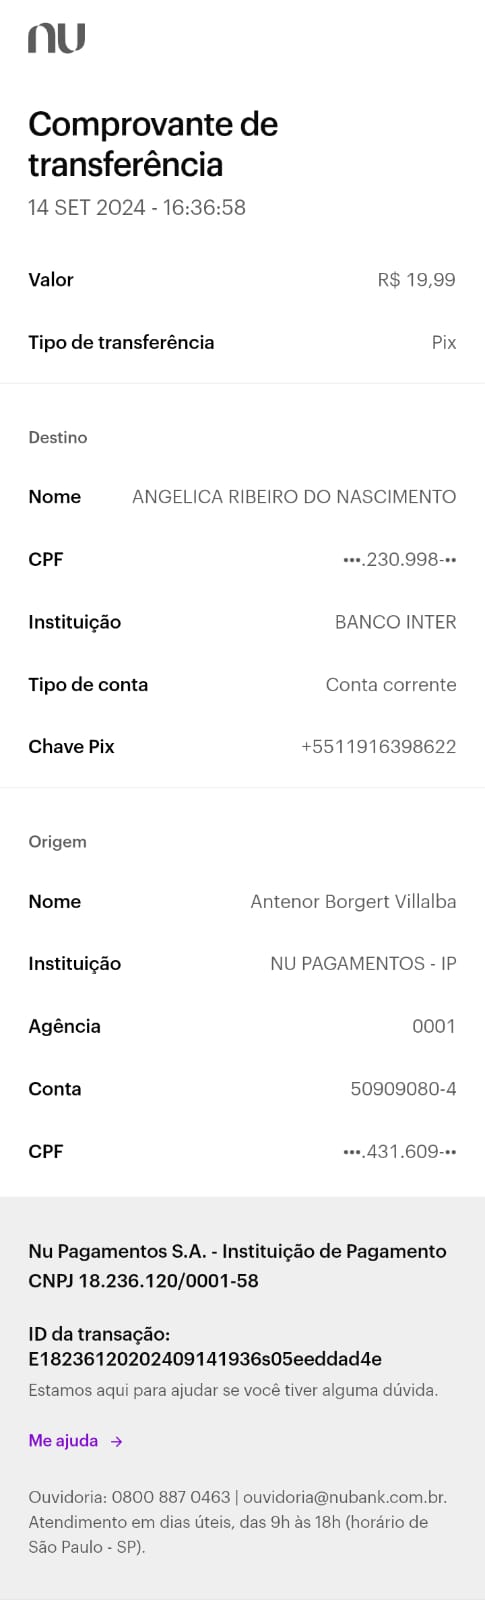 nu
Comprovante de
transferência
14 SET 2024 - 16:36:58
Valor R$ 19,99
Tipo de transferência Pix
Destino
Nome ANGELICA RIBEIRO DO NASCIMENTO
CPF •••.230.998-••
Instituição BANCO INTER
Tipo de conta Conta corrente
Chave Pix +5511916398622
Origem
Nome Antenor Borgert Villalba
Instituição NU PAGAMENTOS - IP
Agência 0001
Conta 50909080-4
CPF •••.431.609-••
Nu Pagamentos S.A. - Instituição de Pagamento
CNPJ 18.236.120/0001-58
ID da transação:
E18236120202409141936s05eeddad4e
Estamos aqui para ajudar se você tiver alguma dúvida.
Me ajuda →
Ouvidoria: 0800 887 0463 | ouvidoria@nubank.com.br.
Atendimento em dias úteis, das 9h às 18h (horário de
São Paulo - SP).